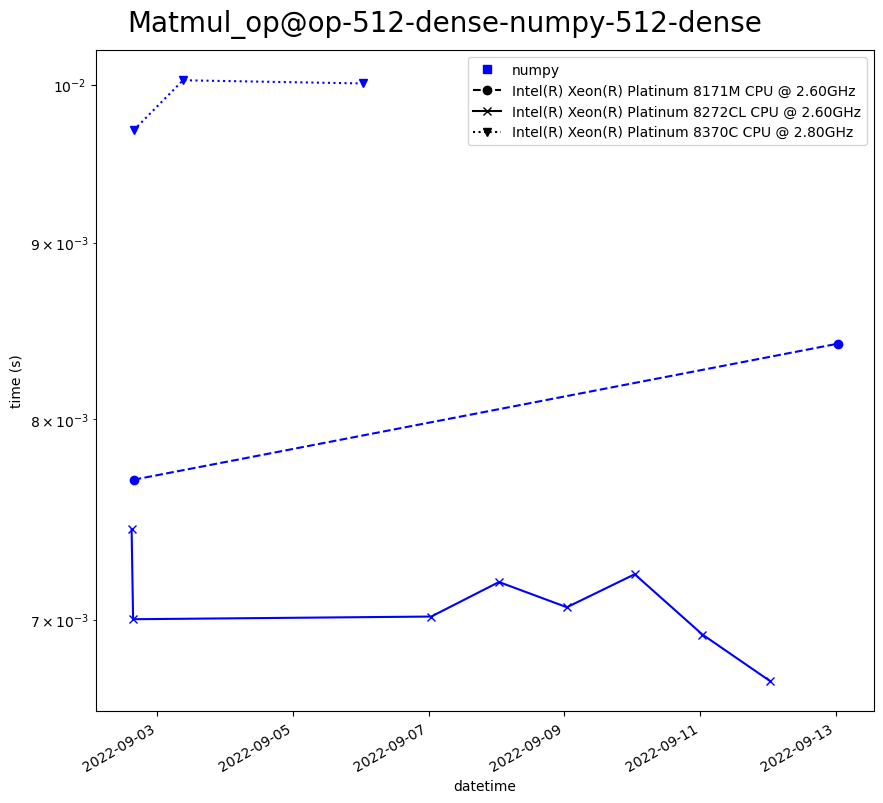 Matmul_op@op-512-dense-numpy-512-dense
numpy
Intel(R) Xeon(R) Platinum 8171M CPU @ 2.60GHz
Intel(R) Xeon(R) Platinum 8272CL CPU @ 2.60GHz
Intel(R) Xeon(R) Platinum 8370C CPU @ 2.80GHz
10⁻²
9 × 10⁻³
8 × 10⁻³
7 × 10⁻³
time (s)
2022-09-03
2022-09-05
2022-09-07
2022-09-09
2022-09-11
2022-09-13
datetime